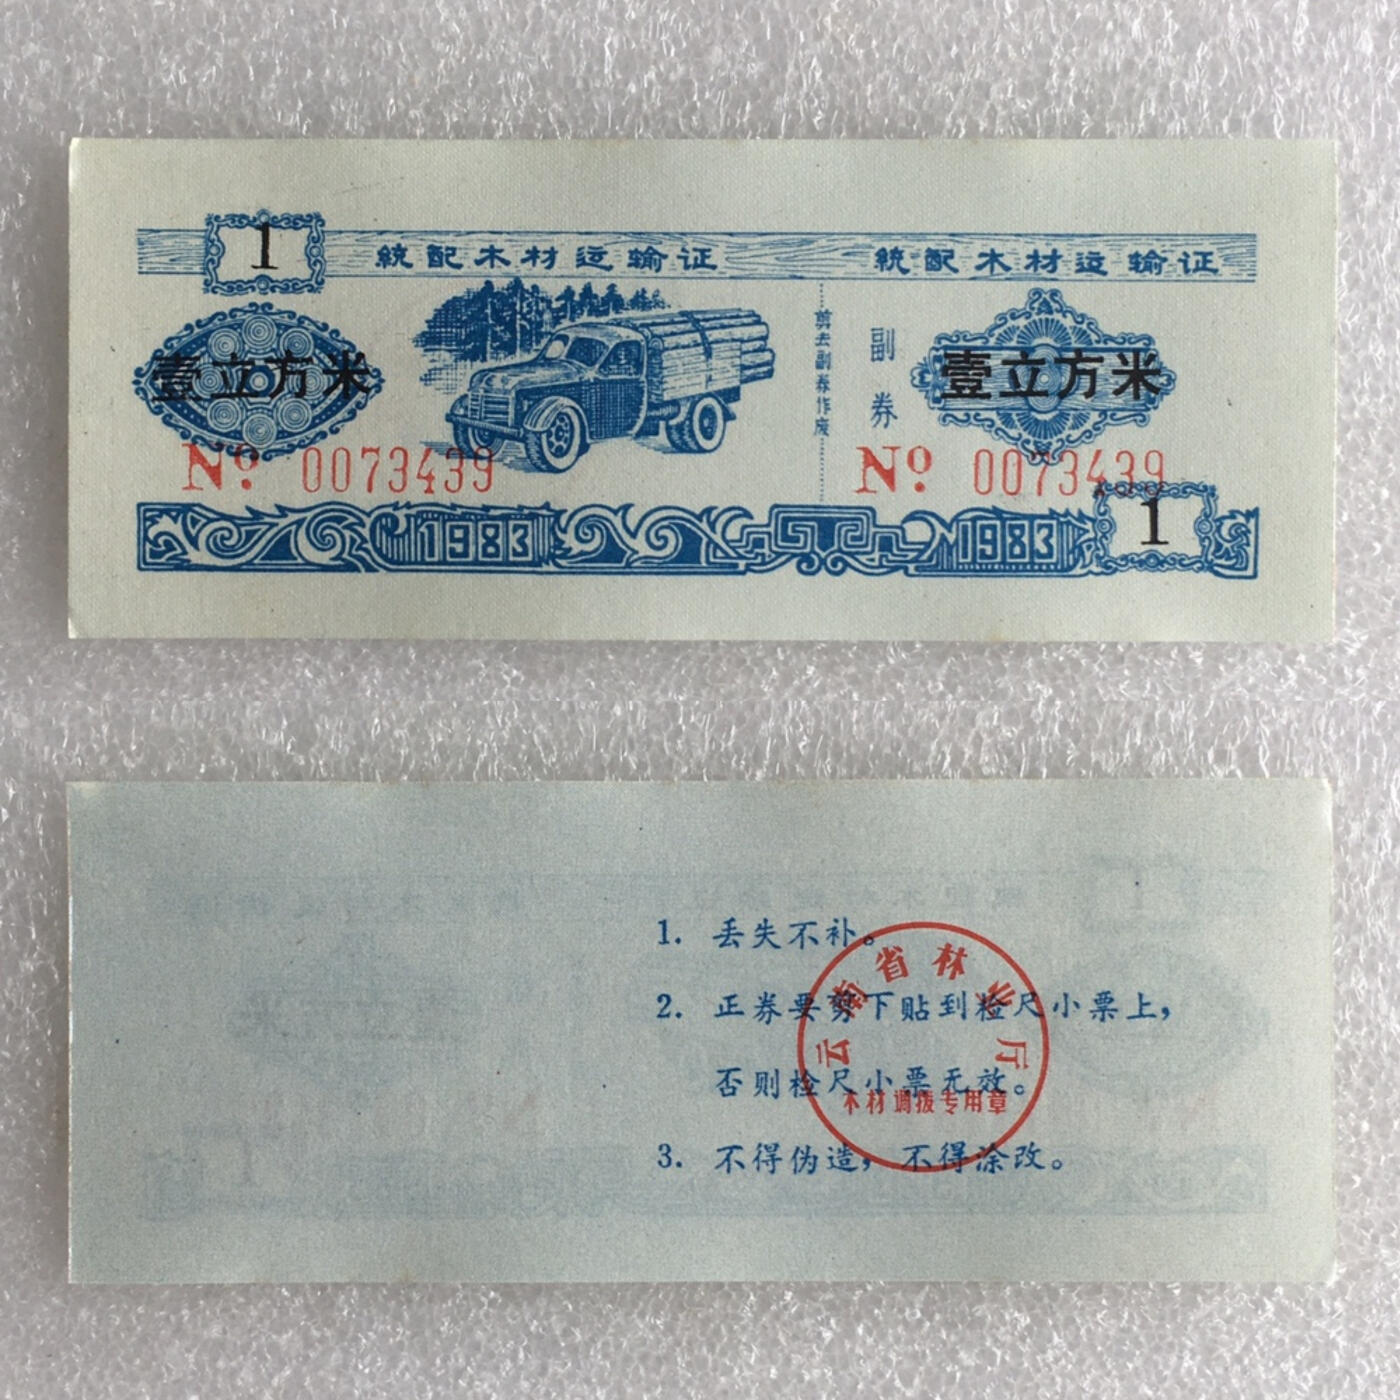 1
統配木材运输证
統配木材运输证
壹立方米
剪去副券作废
副券
壹立方米
No 0073439
No 0073439
1983
1983
1
1. 丢失不补。
2. 正券要剪下贴到检尺小票上，
否则检尺小票无效。
3. 不得伪造，不得涂改。
云南省林业厅
木材调拨专用章